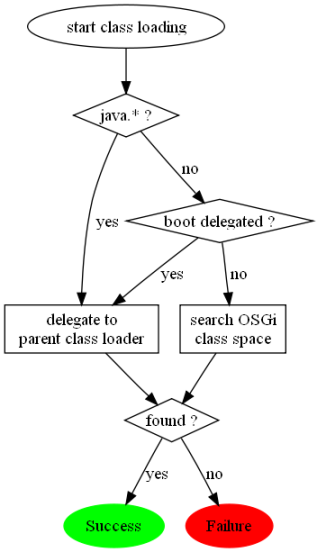 start class loading
java.* ?
no
yes
boot delegated ?
yes
no
delegate to
parent class loader
search OSGi
class space
found ?
yes
no
Success
Failure